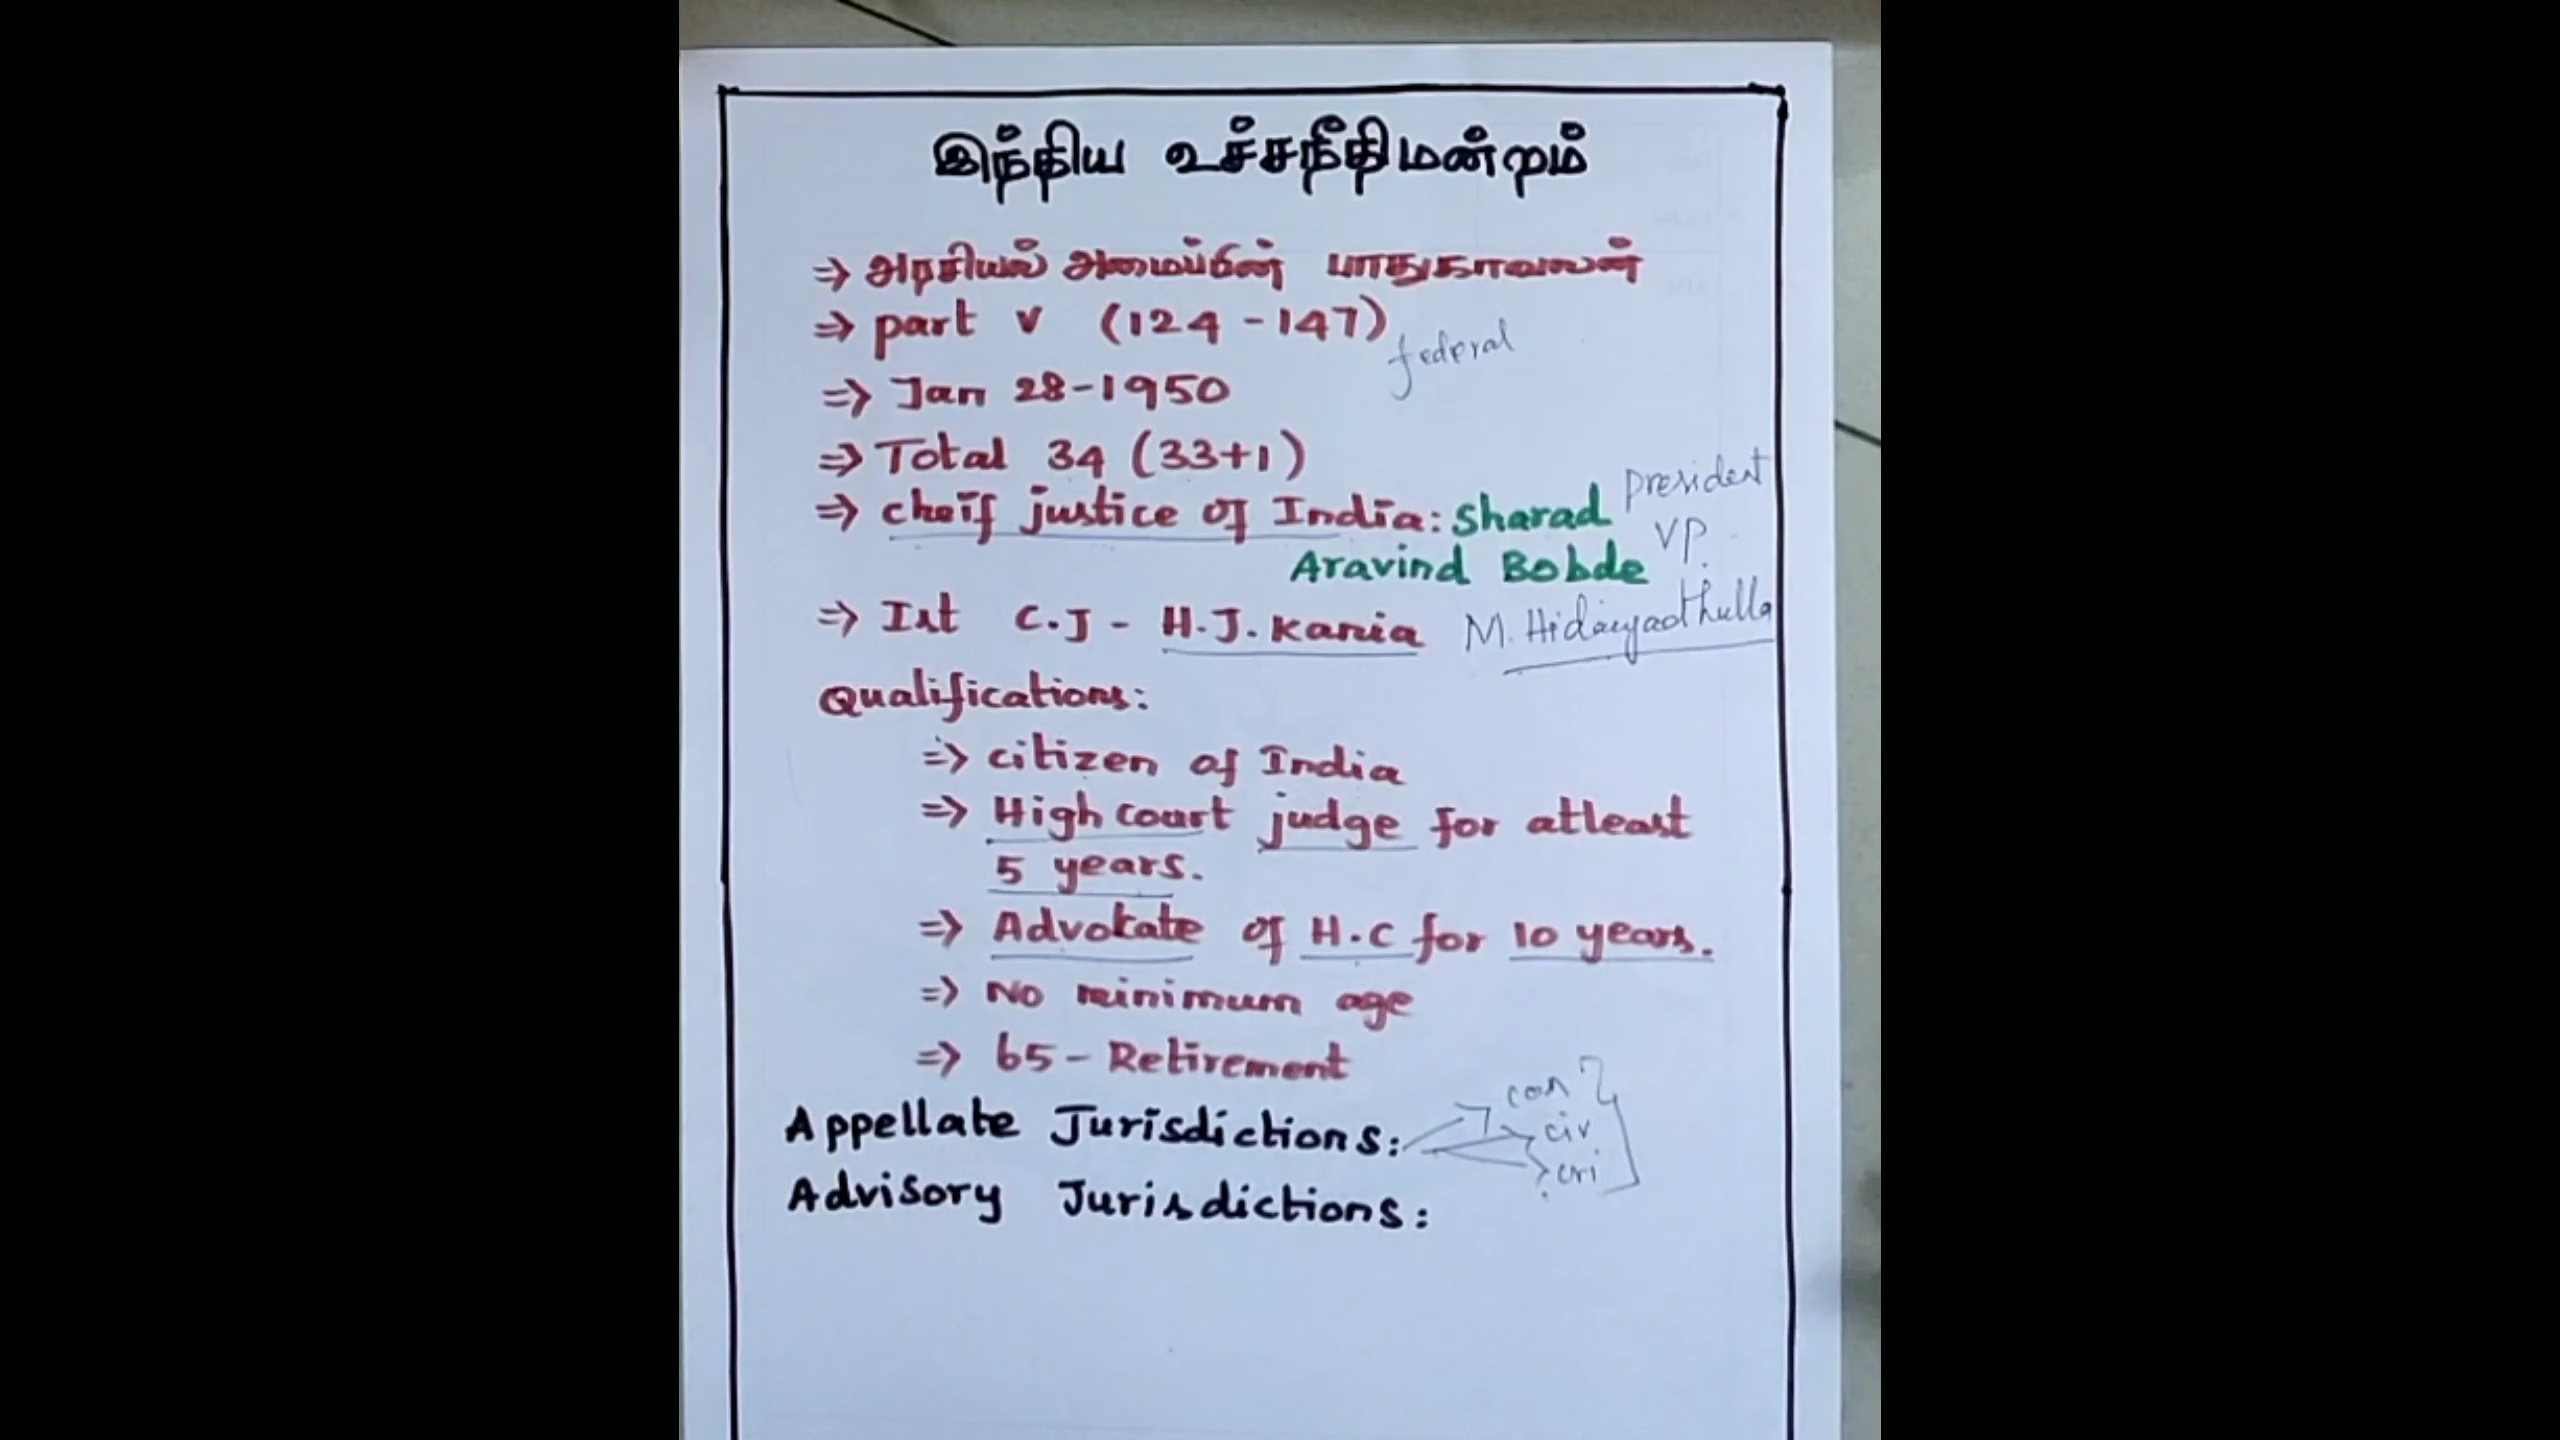 இந்திய உச்சநீதிமன்றம்
⇒ அரசியல் அமைப்பின் பாதுகாவலன்
⇒ part V (124-147)
federal
⇒ Jan 28-1950
⇒ Total 34 (33+1)
⇒ cheif justice of India: Sharad
president
Aravind Bobde
VP.
⇒ Ist C.J - H.J. Kania M. Hidaiyadthulla
Qualifications:
⇒ citizen of India
⇒ High court judge for atleast
5 years.
⇒ Advokate of H.C for 10 years.
⇒ No minimum age
⇒ 65 - Retirement
con
Appellate Jurisdictions: civ
cri
Advisory Jurisdictions: